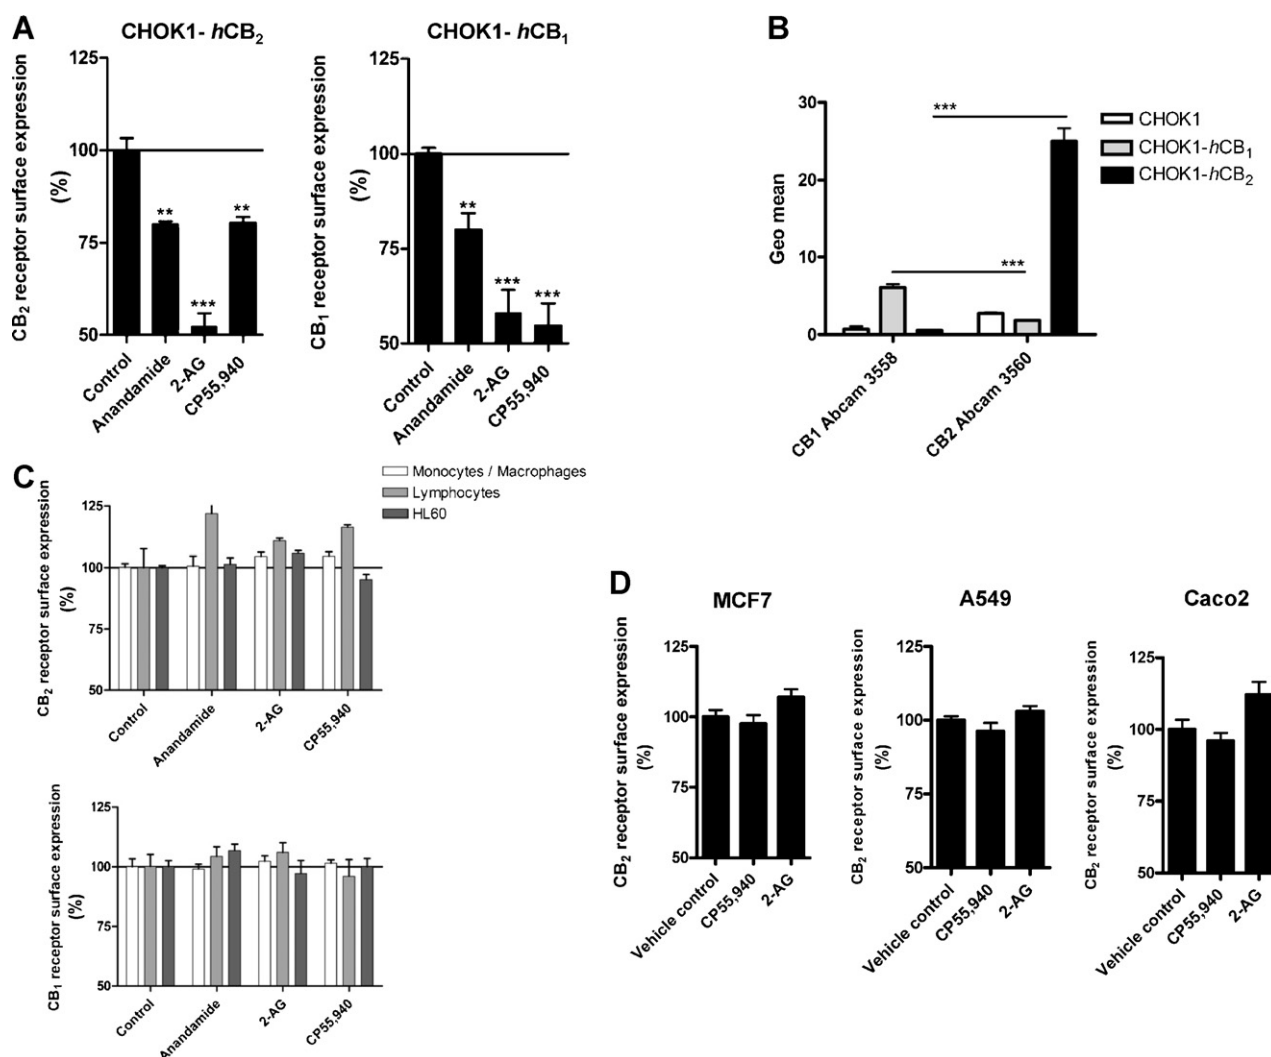 A
CHOK1- hCB2
CB2 receptor surface expression
(%)
125
100
75
50
**
***
**
Control
Anandamide
2-AG
CP55,940
CHOK1- hCB1
CB1 receptor surface expression
(%)
125
100
75
50
**
***
***
Control
Anandamide
2-AG
CP55,940
B
Geo mean
30
20
10
0
***
***
CHOK1
CHOK1-hCB1
CHOK1-hCB2
CB1 Abcam 3558
CB2 Abcam 3560
C
Monocytes / Macrophages
Lymphocytes
HL60
CB2 receptor surface expression
(%)
125
100
75
50
Control
Anandamide
2-AG
CP55,940
CB1 receptor surface expression
(%)
125
100
75
50
Control
Anandamide
2-AG
CP55,940
D
MCF7
CB2 receptor surface expression
(%)
125
100
75
50
Vehicle control
CP55,940
2-AG
A549
CB2 receptor surface expression
(%)
125
100
75
50
Vehicle control
CP55,940
2-AG
Caco2
CB2 receptor surface expression
(%)
125
100
75
50
Vehicle control
CP55,940
2-AG